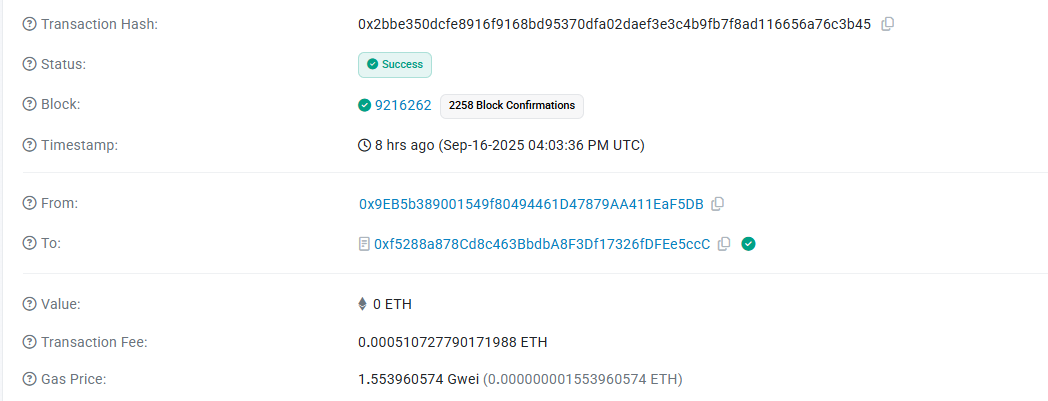 Transaction Hash: 0x2bbe350dcfe8916f9168bd95370dfa02daef3e3c4b9fb7f8ad116656a76c3b45
Status: Success
Block: 9216262 2258 Block Confirmations
Timestamp: 8 hrs ago (Sep-16-2025 04:03:36 PM UTC)
From: 0x9EB5b389001549f80494461D47879AA411EaF5DB
To: 0xf5288a878Cd8c463BbdbA8F3Df17326fDFEe5ccC
Value: 0 ETH
Transaction Fee: 0.000510727790171988 ETH
Gas Price: 1.553960574 Gwei (0.000000001553960574 ETH)